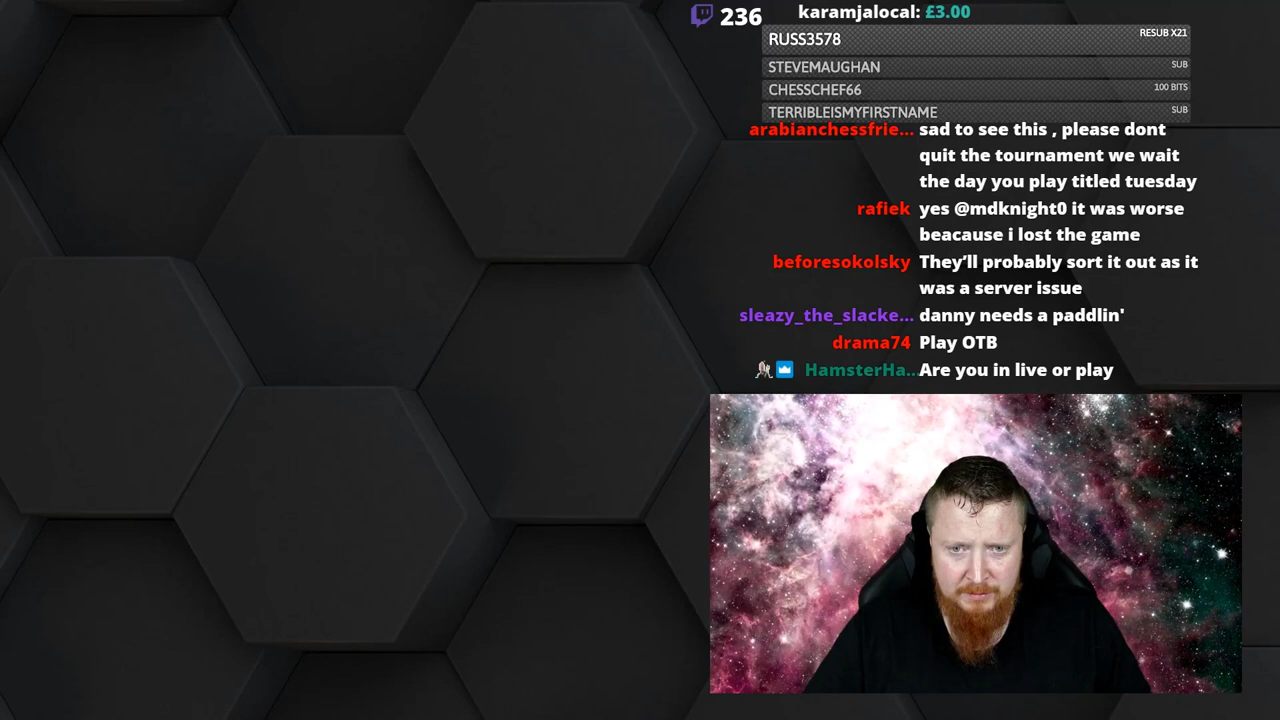 236
karamjalocal: £3.00
RUSS3578 RESUB X21
STEVEMAUGHAN SUB
CHESSCHEF66 100 BITS
TERRIBLEISMYFIRSTNAME SUB
arabianchessfrie... sad to see this , please dont
quit the tournament we wait
the day you play titled tuesday
rafiek yes @mdknight0 it was worse
beacause i lost the game
beforesokolsky They’ll probably sort it out as it
was a server issue
sleazy_the_slacke... danny needs a paddlin'
drama74 Play OTB
HamsterHa... Are you in live or play